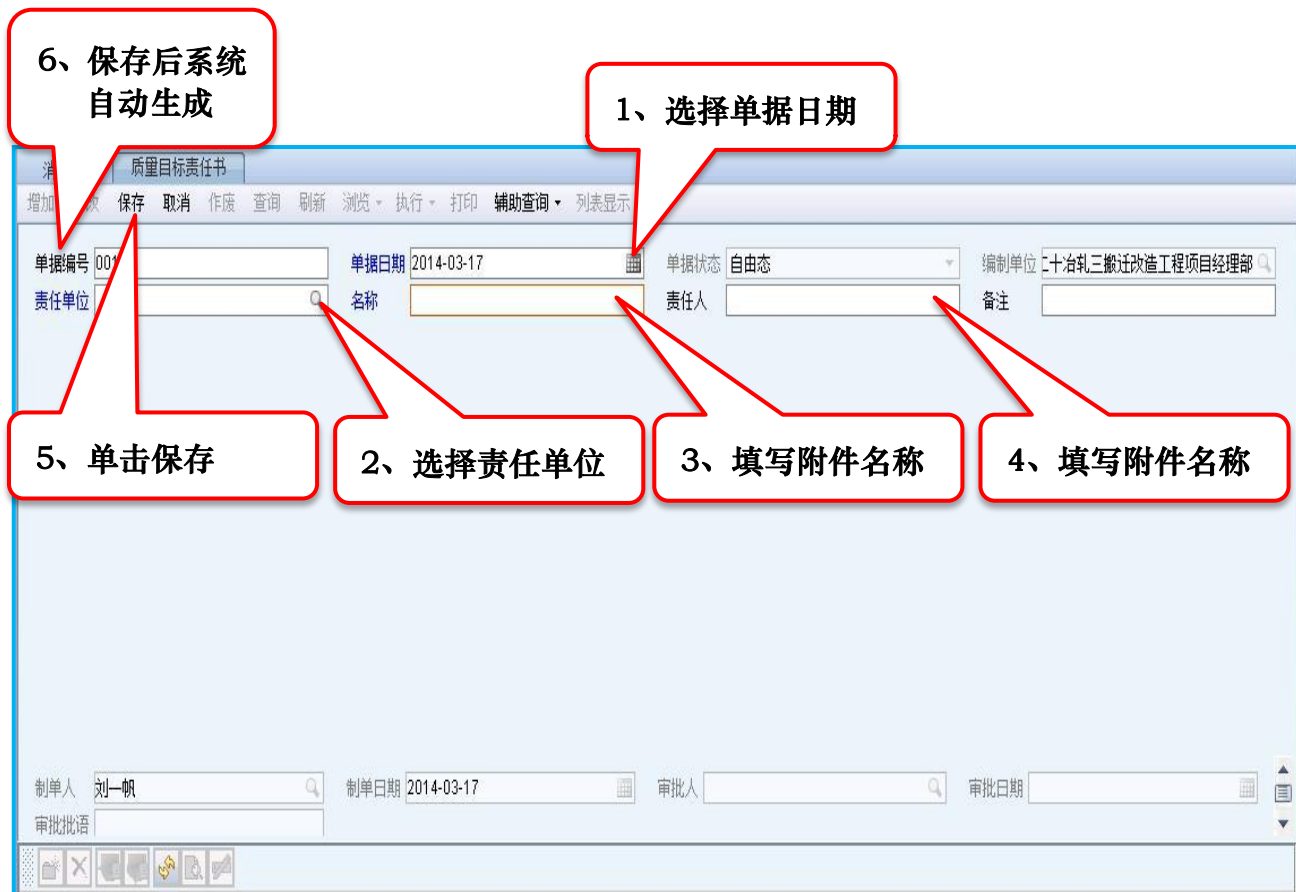 6、保存后系统
自动生成
1、选择单据日期
消
质量目标责任书
增加 改 保存 取消 作废 查询 刷新 浏览 执行 打印 辅助查询 列表显示
单据编号 001 单据日期 2014-03-17 单据状态 自由态 编制单位 二十冶轧三搬迁改造工程项目经理部
责任单位 名称 责任人 备注
5、单击保存
2、选择责任单位
3、填写附件名称
4、填写附件名称
制单人 刘一帆 制单日期 2014-03-17 审批人 审批日期
审批批语